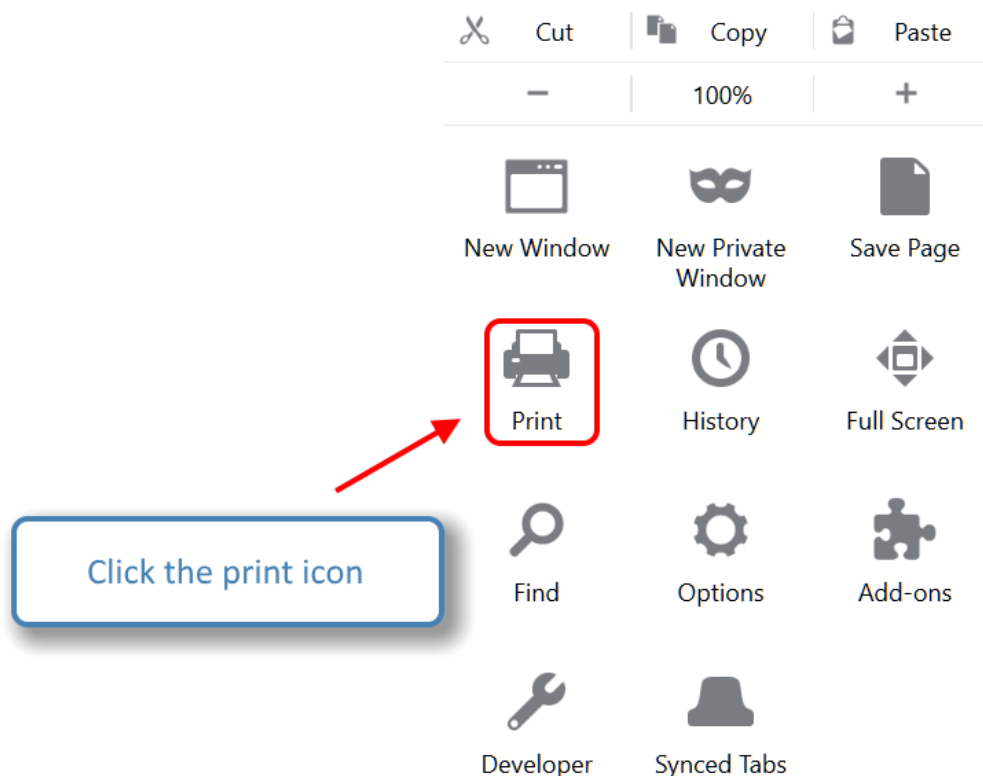 Cut Copy Paste
100%
New Window New Private Window Save Page
Print History Full Screen
Click the print icon
Find Options Add-ons
Developer Synced Tabs